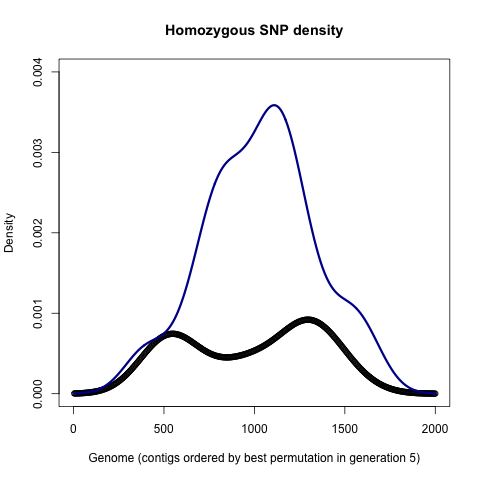 Homozygous SNP density
0.004
0.003
0.002
0.001
0.000
Density
0 500 1000 1500 2000
Genome (contigs ordered by best permutation in generation 5)